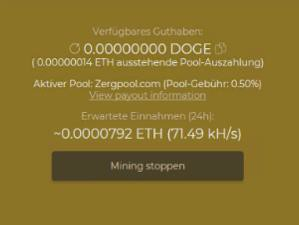 Verfügbares Guthaben:
0.00000000 DOGE
( 0.00000014 ETH ausstehende Pool-Auszahlung)
Aktiver Pool: Zergpool.com (Pool-Gebühr: 0.50%)
View payout information
Erwartete Einnahmen (24h):
~0.0000792 ETH (71.49 kH/s)
Mining stoppen